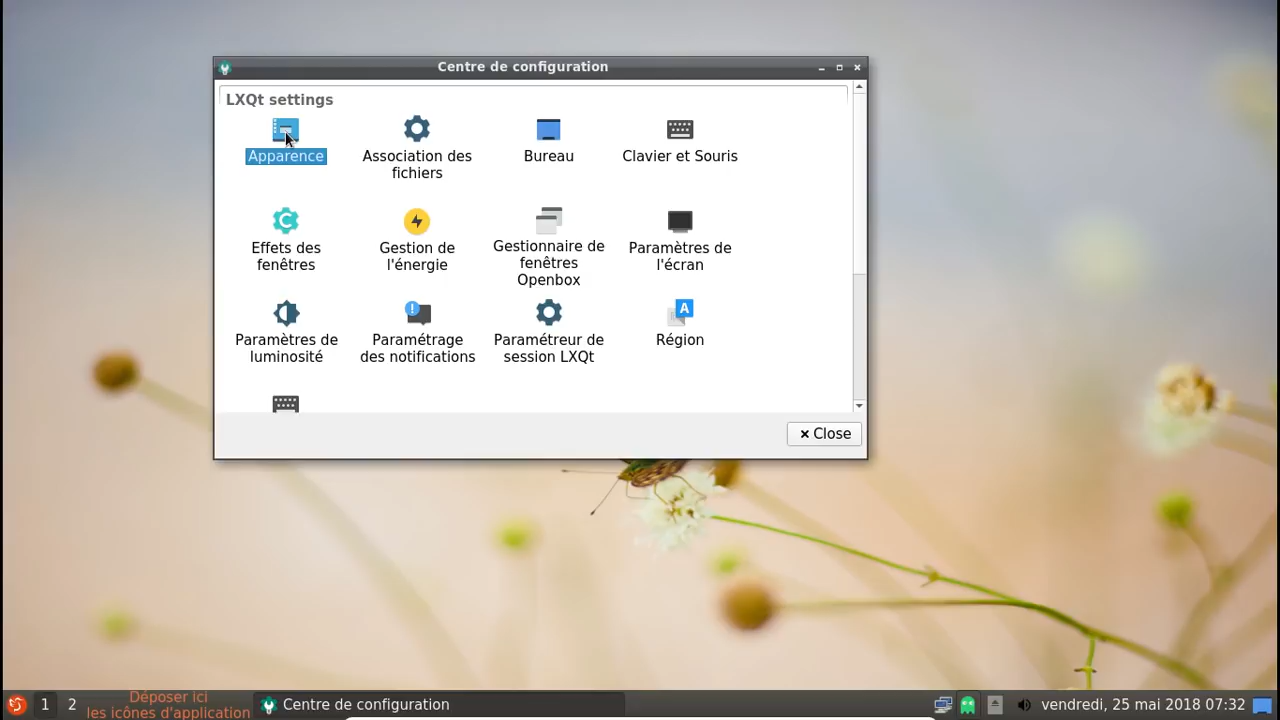 Centre de configuration
LXQt settings
Apparence
Association des
fichiers
Bureau
Clavier et Souris
Effets des
fenêtres
Gestion de
l'énergie
Gestionnaire de
fenêtres
Openbox
Paramètres de
l'écran
Paramètres de
luminosité
Paramétrage
des notifications
Paramétreur de
session LXQt
A
Région
Close
1
2
Déposer ici
les icônes d'application
Centre de configuration
vendredi, 25 mai 2018 07:32